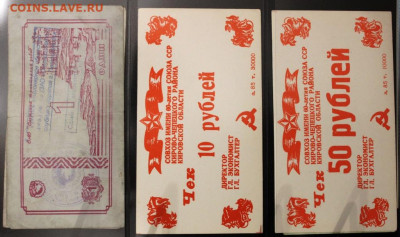 COINS.LAVE.RU
1
СОВХОЗ ИМЕНИ 60-летия СОЮЗА ССР
КИРОВО-ЧЕПЕЦКОГО РАЙОНА
КИРОВСКОЙ ОБЛАСТИ
Чек 10 рублей
ДИРЕКТОР
ГЛ. ЭКОНОМИСТ
ГЛ. БУХГАЛТЕР
СОВХОЗ ИМЕНИ 60-летия СОЮЗА ССР
КИРОВО-ЧЕПЕЦКОГО РАЙОНА
КИРОВСКОЙ ОБЛАСТИ
Чек 50 рублей
ДИРЕКТОР
ГЛ. ЭКОНОМИСТ
ГЛ. БУХГАЛТЕР